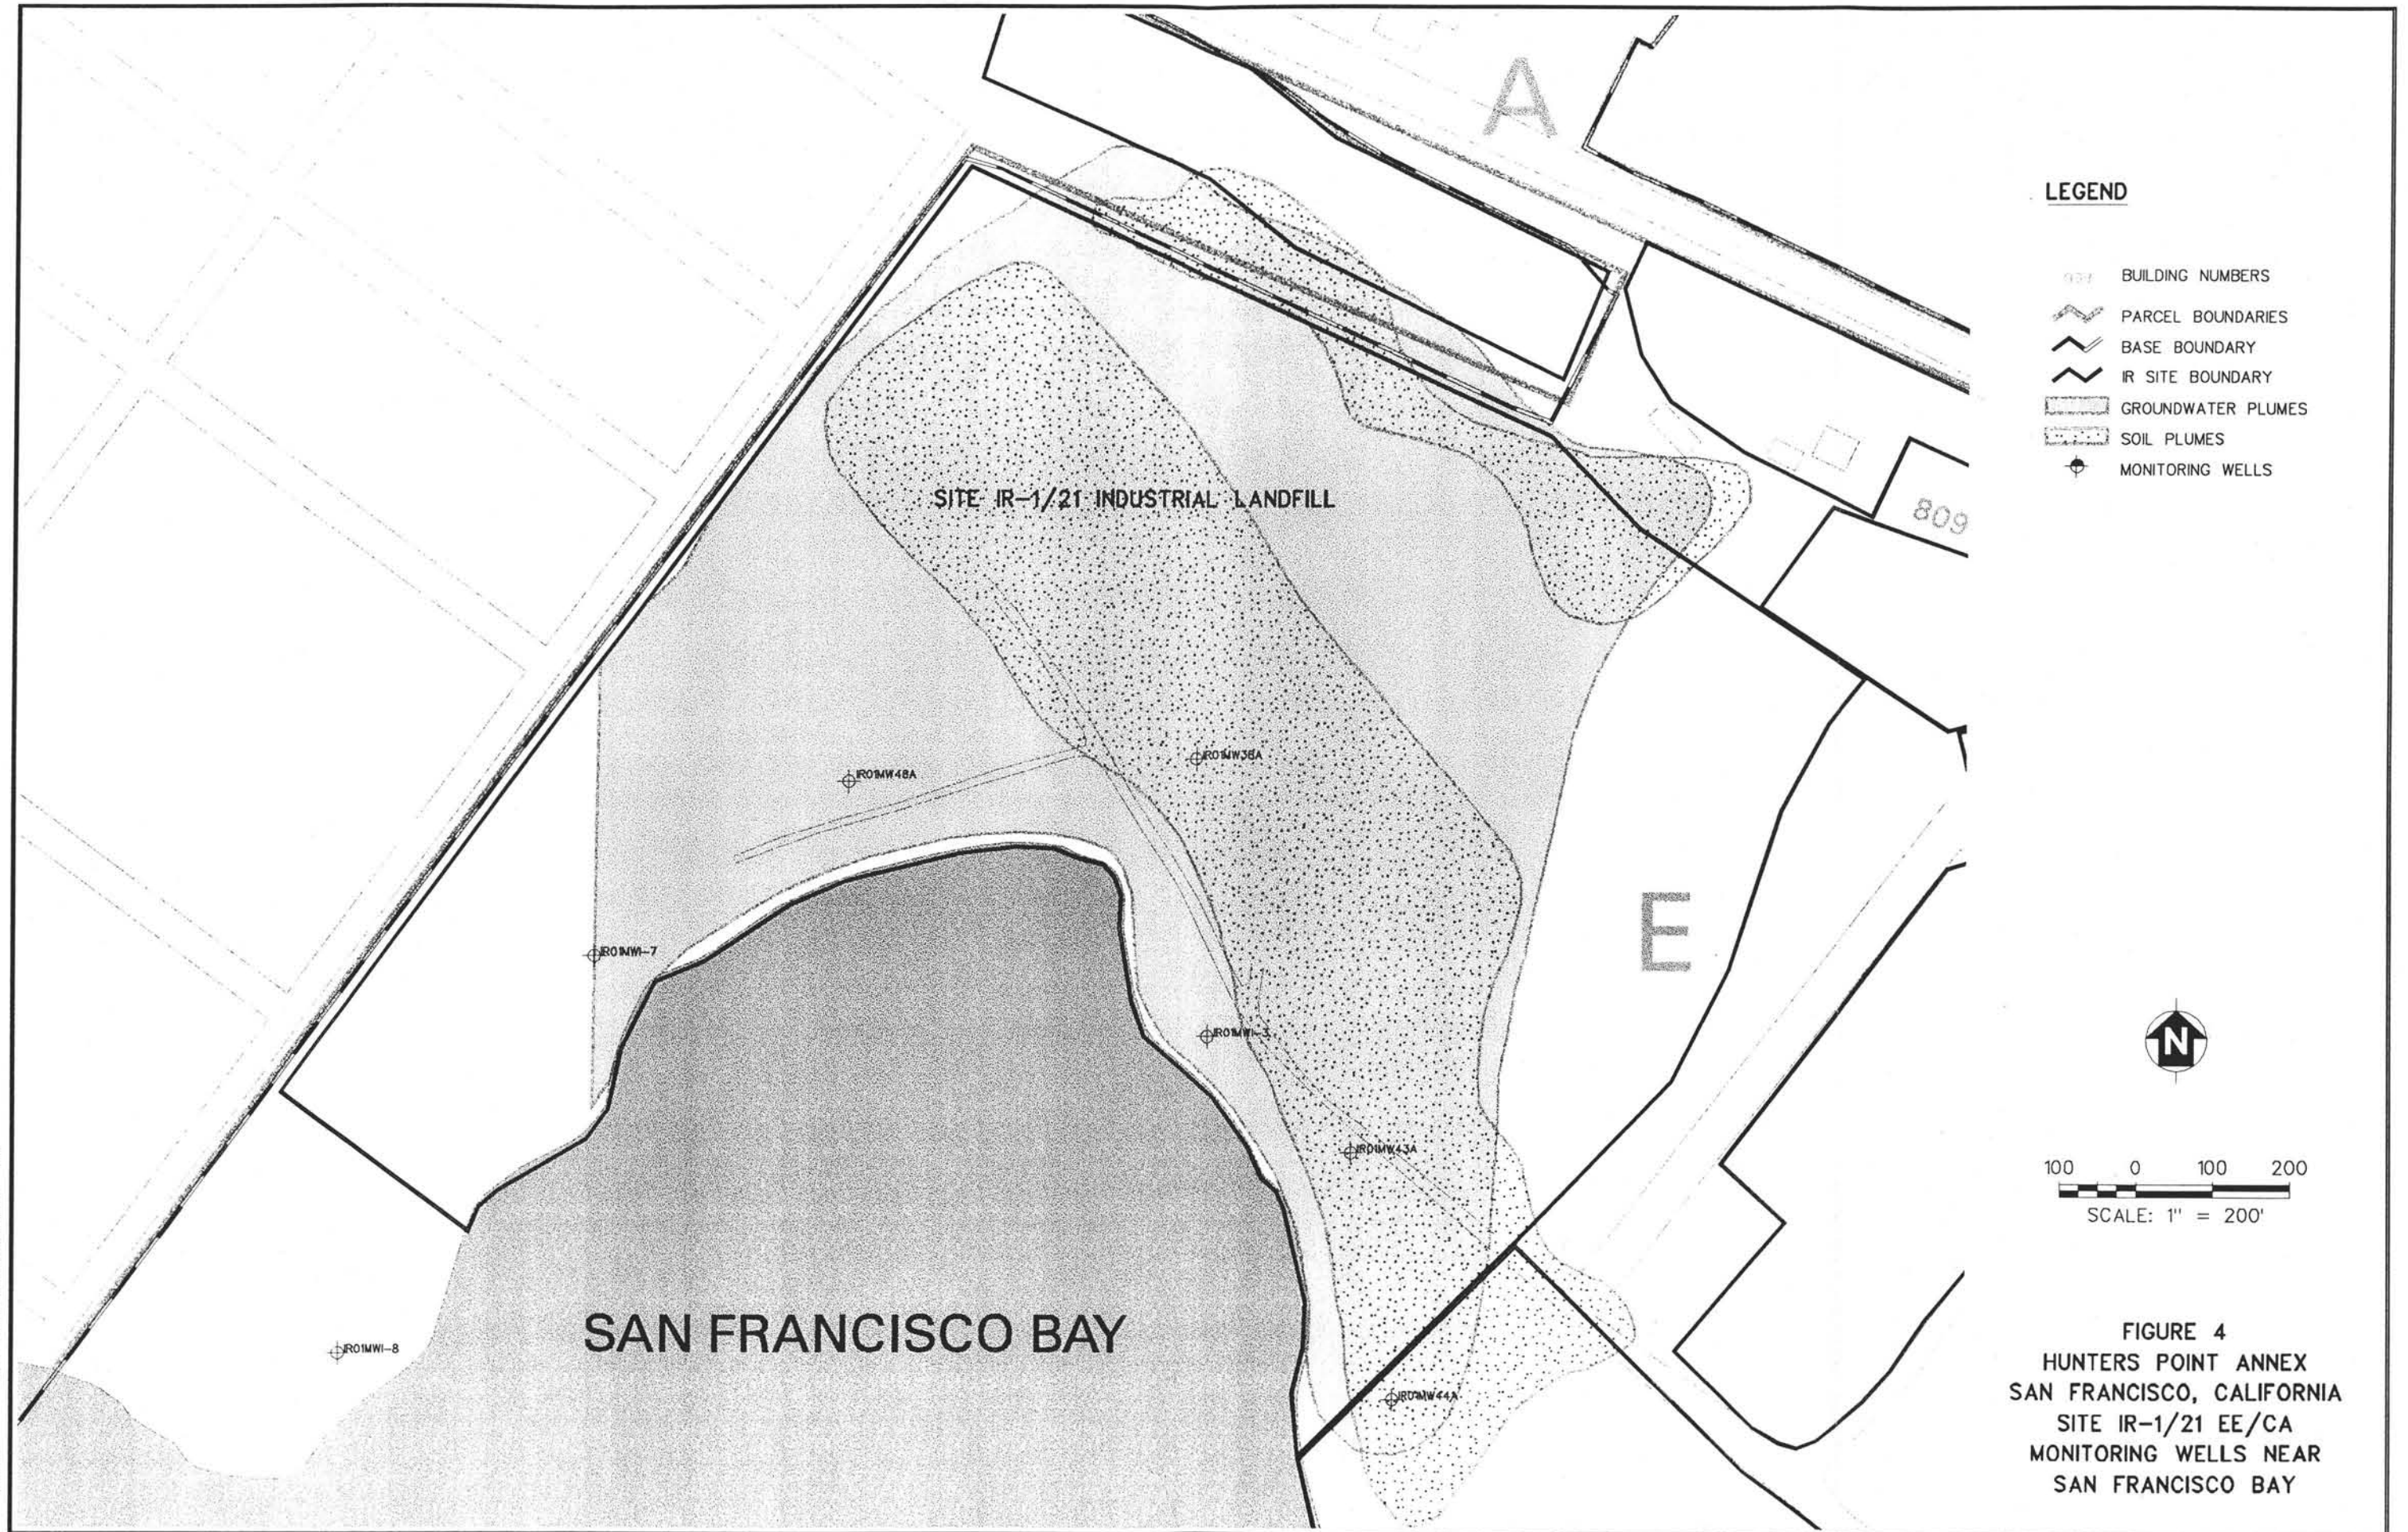 A
LEGEND
BUILDING NUMBERS
PARCEL BOUNDARIES
BASE BOUNDARY
IR SITE BOUNDARY
GROUNDWATER PLUMES
SOIL PLUMES
MONITORING WELLS
SITE IR-1/21 INDUSTRIAL LANDFILL
809
IR01MW38A
IR01MW48A
E
IR01MWI-7
IR01MWI-3
N
IR01MW43A
100 0 100 200
SCALE: 1" = 200'
SAN FRANCISCO BAY
IR01MWI-8
IR01MW44A
FIGURE 4
HUNTERS POINT ANNEX
SAN FRANCISCO, CALIFORNIA
SITE IR-1/21 EE/CA
MONITORING WELLS NEAR
SAN FRANCISCO BAY